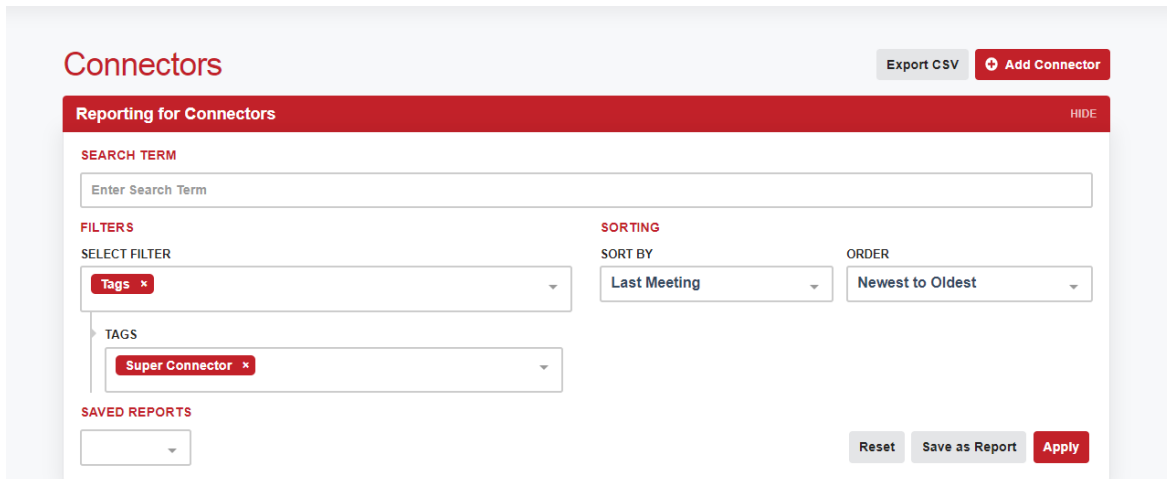 Connectors
Export CSV
Add Connector
Reporting for Connectors
HIDE
SEARCH TERM
Enter Search Term
FILTERS
SORTING
SELECT FILTER
SORT BY
ORDER
Tags ×
Last Meeting
Newest to Oldest
TAGS
Super Connector ×
SAVED REPORTS
Reset
Save as Report
Apply